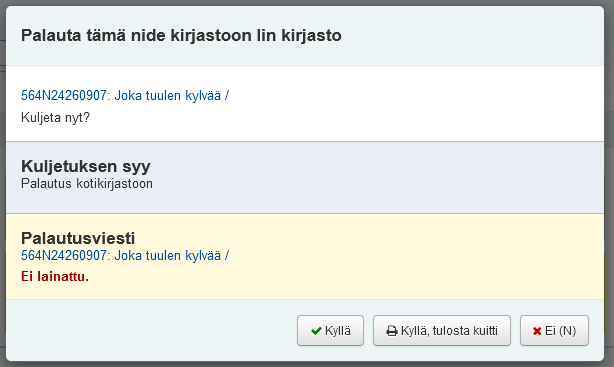 Palauta tämä nide kirjastoon Iin kirjasto
564N24260907: Joka tuulen kylvää /
Kuljeta nyt?
Kuljetuksen syy
Palautus kotikirjastoon
Palautusviesti
564N24260907: Joka tuulen kylvää /
Ei lainattu.
Kyllä
Kyllä, tulosta kuitti
Ei (N)